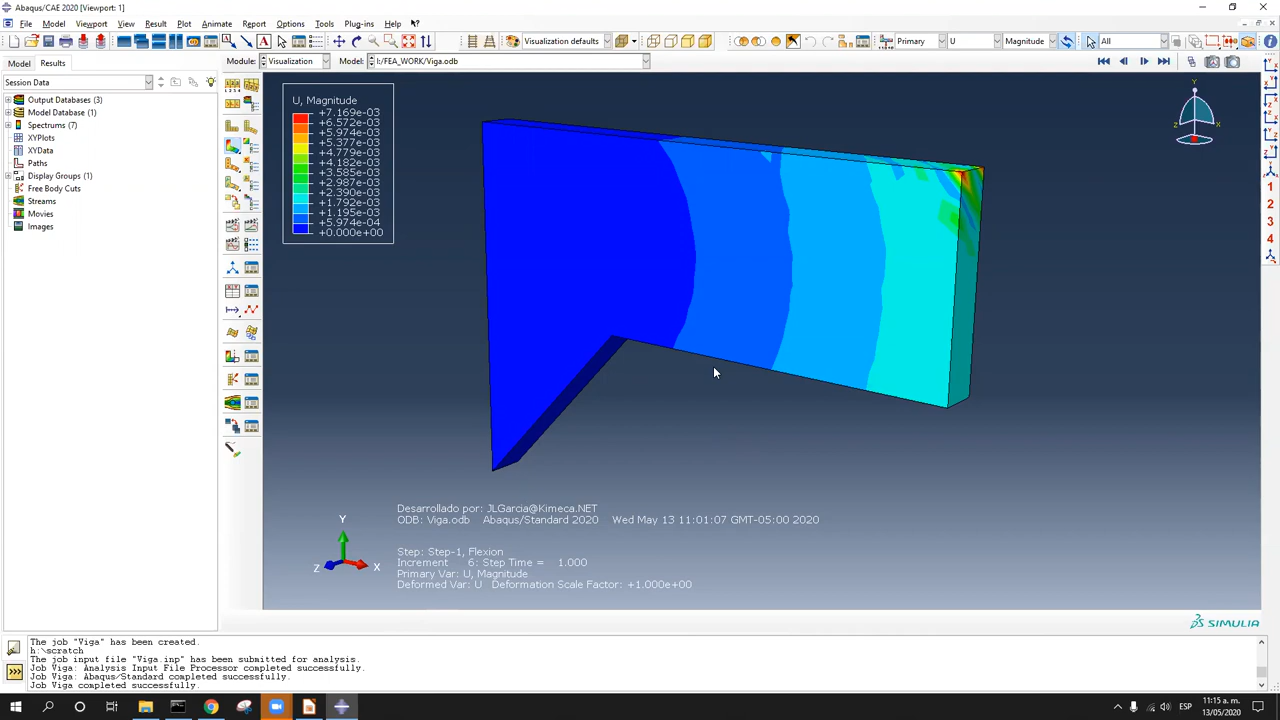 Abaqus/CAE 2020 [Viewport: 1]
File Model Viewport View Result Plot Animate Report Options Tools Plug-ins Help
Visualization defaults Primary U Magnitude All
Model Results Module: Visualization Model: I:/FEA_WORK/Viga.odb
Session Data
Output Databases (3)
Model Database (1)
Spectrums (7)
XYPlots
XYData
Paths
Display Groups (1)
Free Body Cuts
Streams
Movies
Images
U, Magnitude
+7.169e-03
+6.572e-03
+5.974e-03
+5.377e-03
+4.779e-03
+4.182e-03
+3.585e-03
+2.987e-03
+2.390e-03
+1.792e-03
+1.195e-03
+5.974e-04
+0.000e+00
Y
Z X
1
2
3
4
Desarrollado por: JLGarcia@Kimeca.NET
ODB: Viga.odb Abaqus/Standard 2020 Wed May 13 11:01:07 GMT-05:00 2020
Y
Z X
Step: Step-1, Flexion
Increment 6: Step Time = 1.000
Primary Var: U, Magnitude
Deformed Var: U Deformation Scale Factor: +1.000e+00
SIMULIA
The job "Viga" has been created.
h:\scratch
The job input file "Viga.inp" has been submitted for analysis.
Job Viga: Analysis Input File Processor completed successfully.
Job Viga: Abaqus/Standard completed successfully.
Job Viga completed successfully.
ESP
11:15 a. m.
13/05/2020